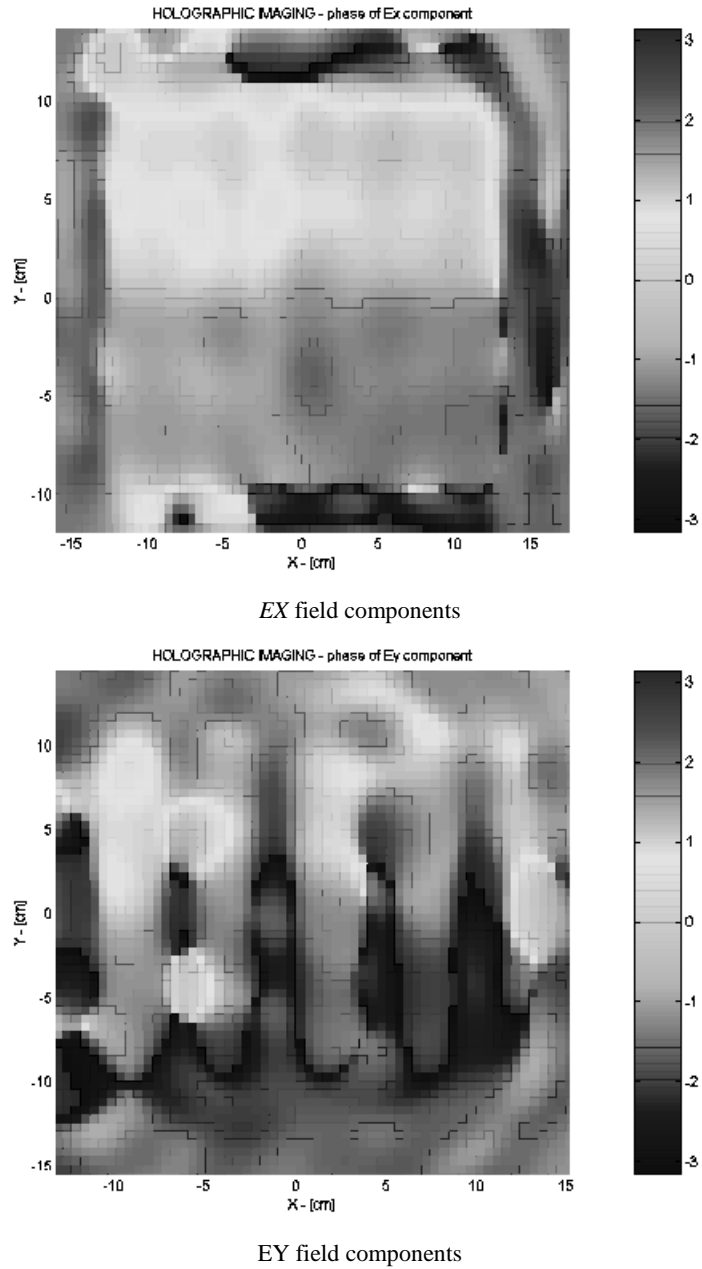 HOLOGRAPHIC IMAGING - phase of Ex component
3
2
1
0
-1
-2
-3
10
5
0
-5
-10
Y - [cm]
-15 -10 -5 0 5 10 15
X - [cm]
EX field components
HOLOGRAPHIC IMAGING - phase of Ey component
3
2
1
0
-1
-2
-3
10
5
0
-5
-10
-15
Y - [cm]
-10 -5 0 5 10 15
X - [cm]
EY field components